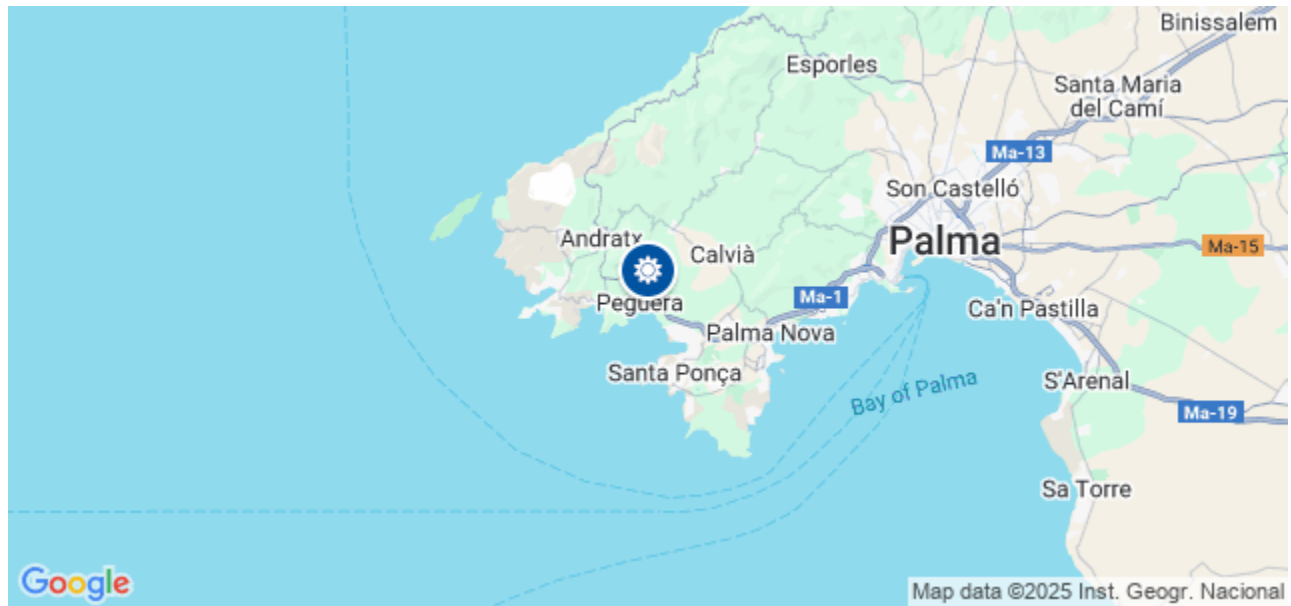 Binissalem
Esporles
Santa Maria
del Camí
Ma-13
Son Castelló
Andratx
Calvià
Palma
Ma-15
Peguera
Ma-1
Ca'n Pastilla
Palma Nova
Santa Ponça
S'Arenal
Bay of Palma
Ma-19
Sa Torre
Google
Map data ©2025 Inst. Geogr. Nacional